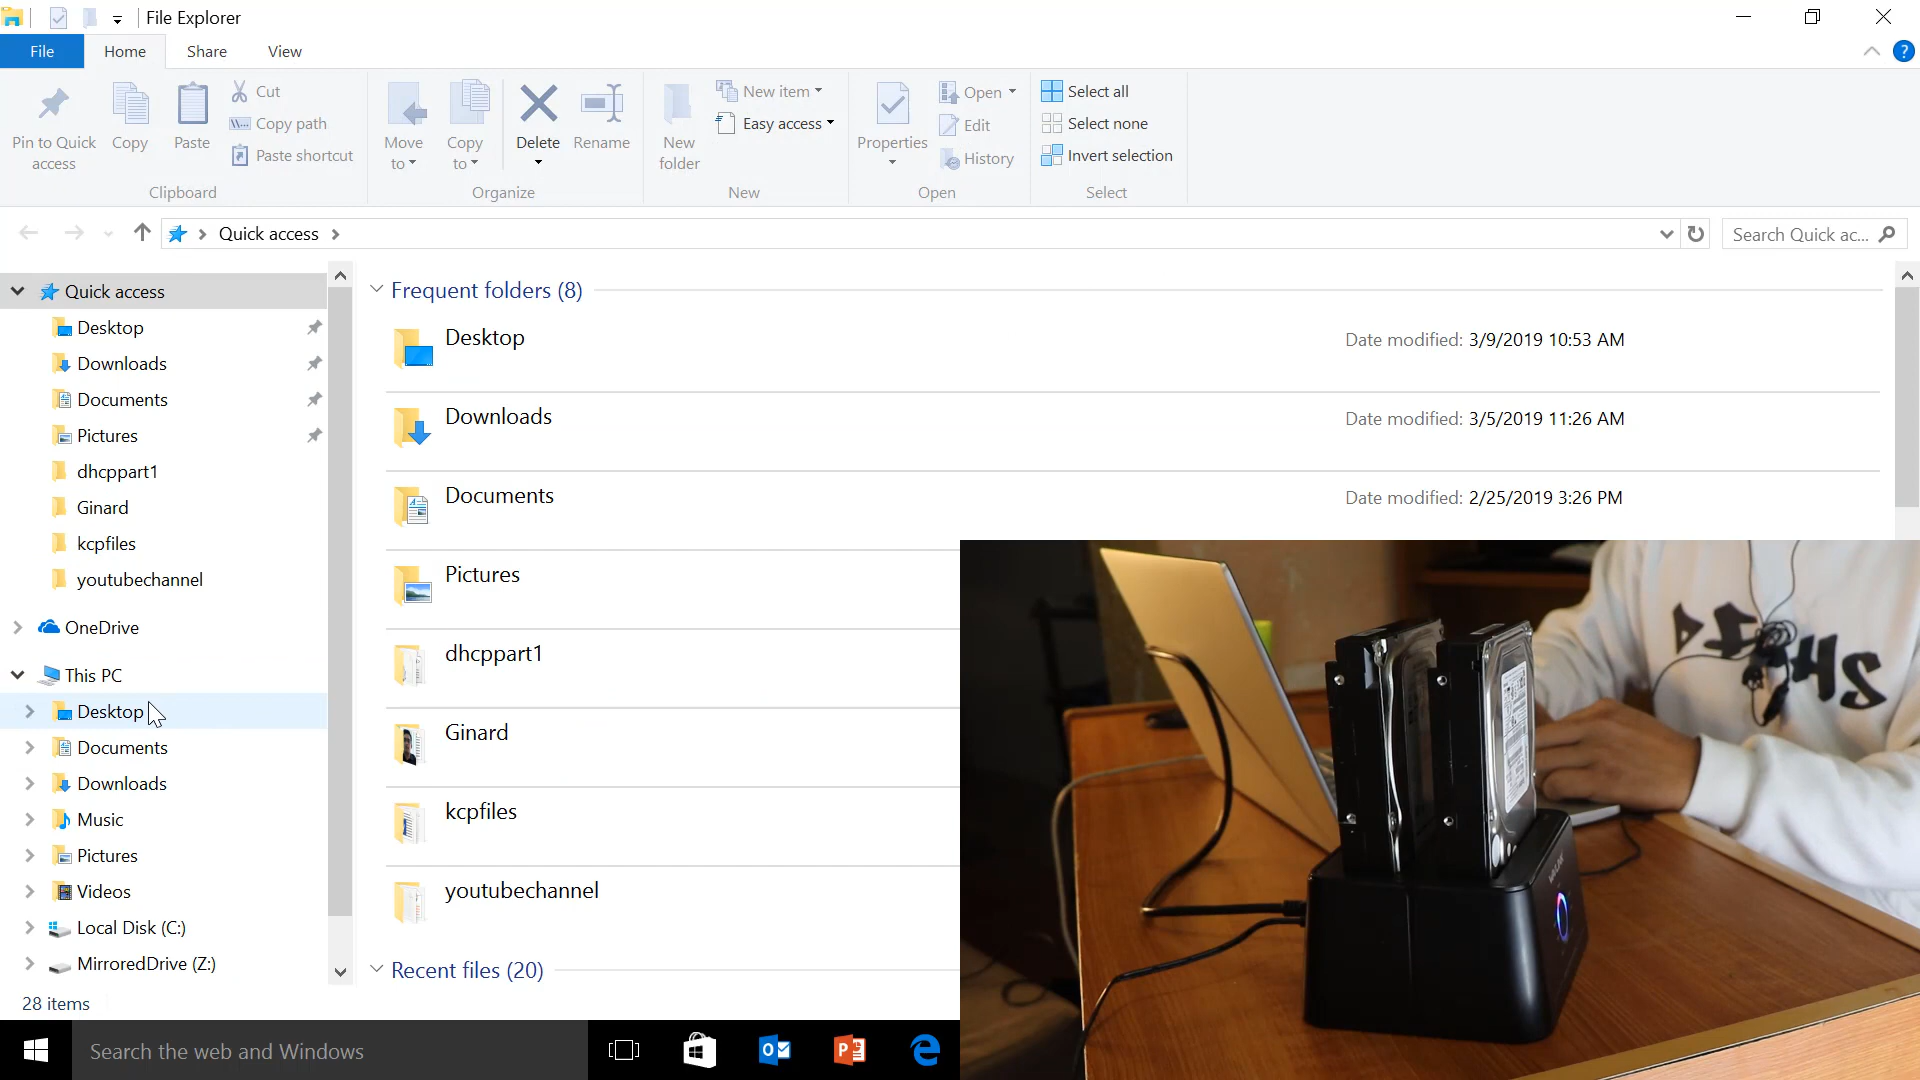 File Explorer
File
Home
Share
View
Pin to Quick access
Copy
Paste
Cut
Copy path
Paste shortcut
Clipboard
Move to
Copy to
Delete
Rename
Organize
New folder
New item
Easy access
New
Properties
Open
Edit
History
Open
Select all
Select none
Invert selection
Select
Quick access
Search Quick ac...
Quick access
Desktop
Downloads
Documents
Pictures
dhcppart1
Ginard
kcpfiles
youtubechannel
OneDrive
This PC
Desktop
Documents
Downloads
Music
Pictures
Videos
Local Disk (C:)
MirroredDrive (Z:)
28 items
Frequent folders (8)
Desktop
Date modified: 3/9/2019 10:53 AM
Downloads
Date modified: 3/5/2019 11:26 AM
Documents
Date modified: 2/25/2019 3:26 PM
Pictures
dhcppart1
Ginard
kcpfiles
youtubechannel
Recent files (20)
Search the web and Windows